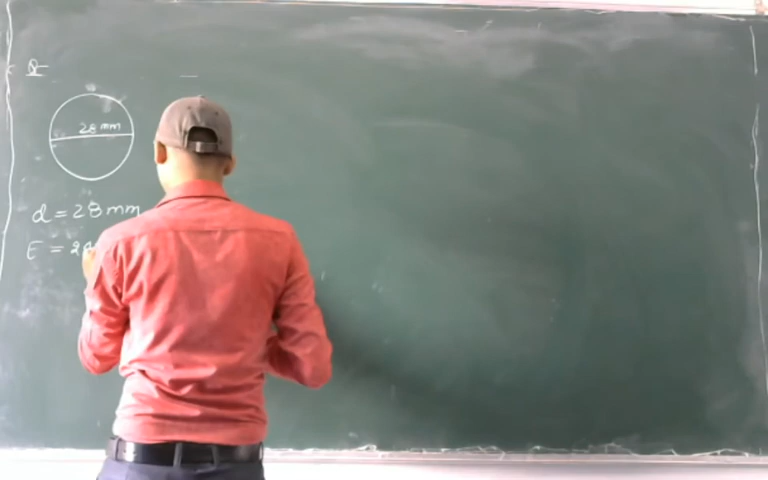 Q
28 mm
d = 28 mm
E = 2